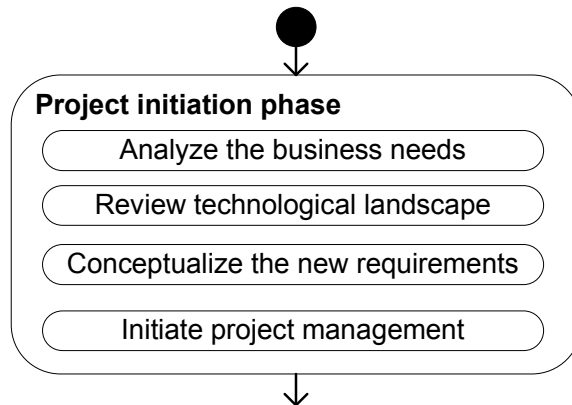 Project initiation phase
Analyze the business needs
Review technological landscape
Conceptualize the new requirements
Initiate project management